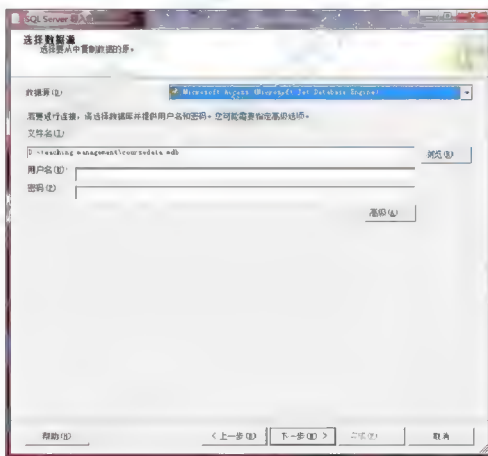 SQL Server 导入
选择数据源
选择要从中复制数据的源。
数据源(D):
Microsoft Access (Microsoft Jet Database Engine)
若要进行连接，请选择数据库并提供用户名和密码。您可能需要指定高级选项。
文件名(I)
D:\teaching management\coursedata.mdb
浏览(R)
用户名(U):
密码(P)
高级(A)
帮助(H)
< 上一步(B)
下一步(N) >
取消